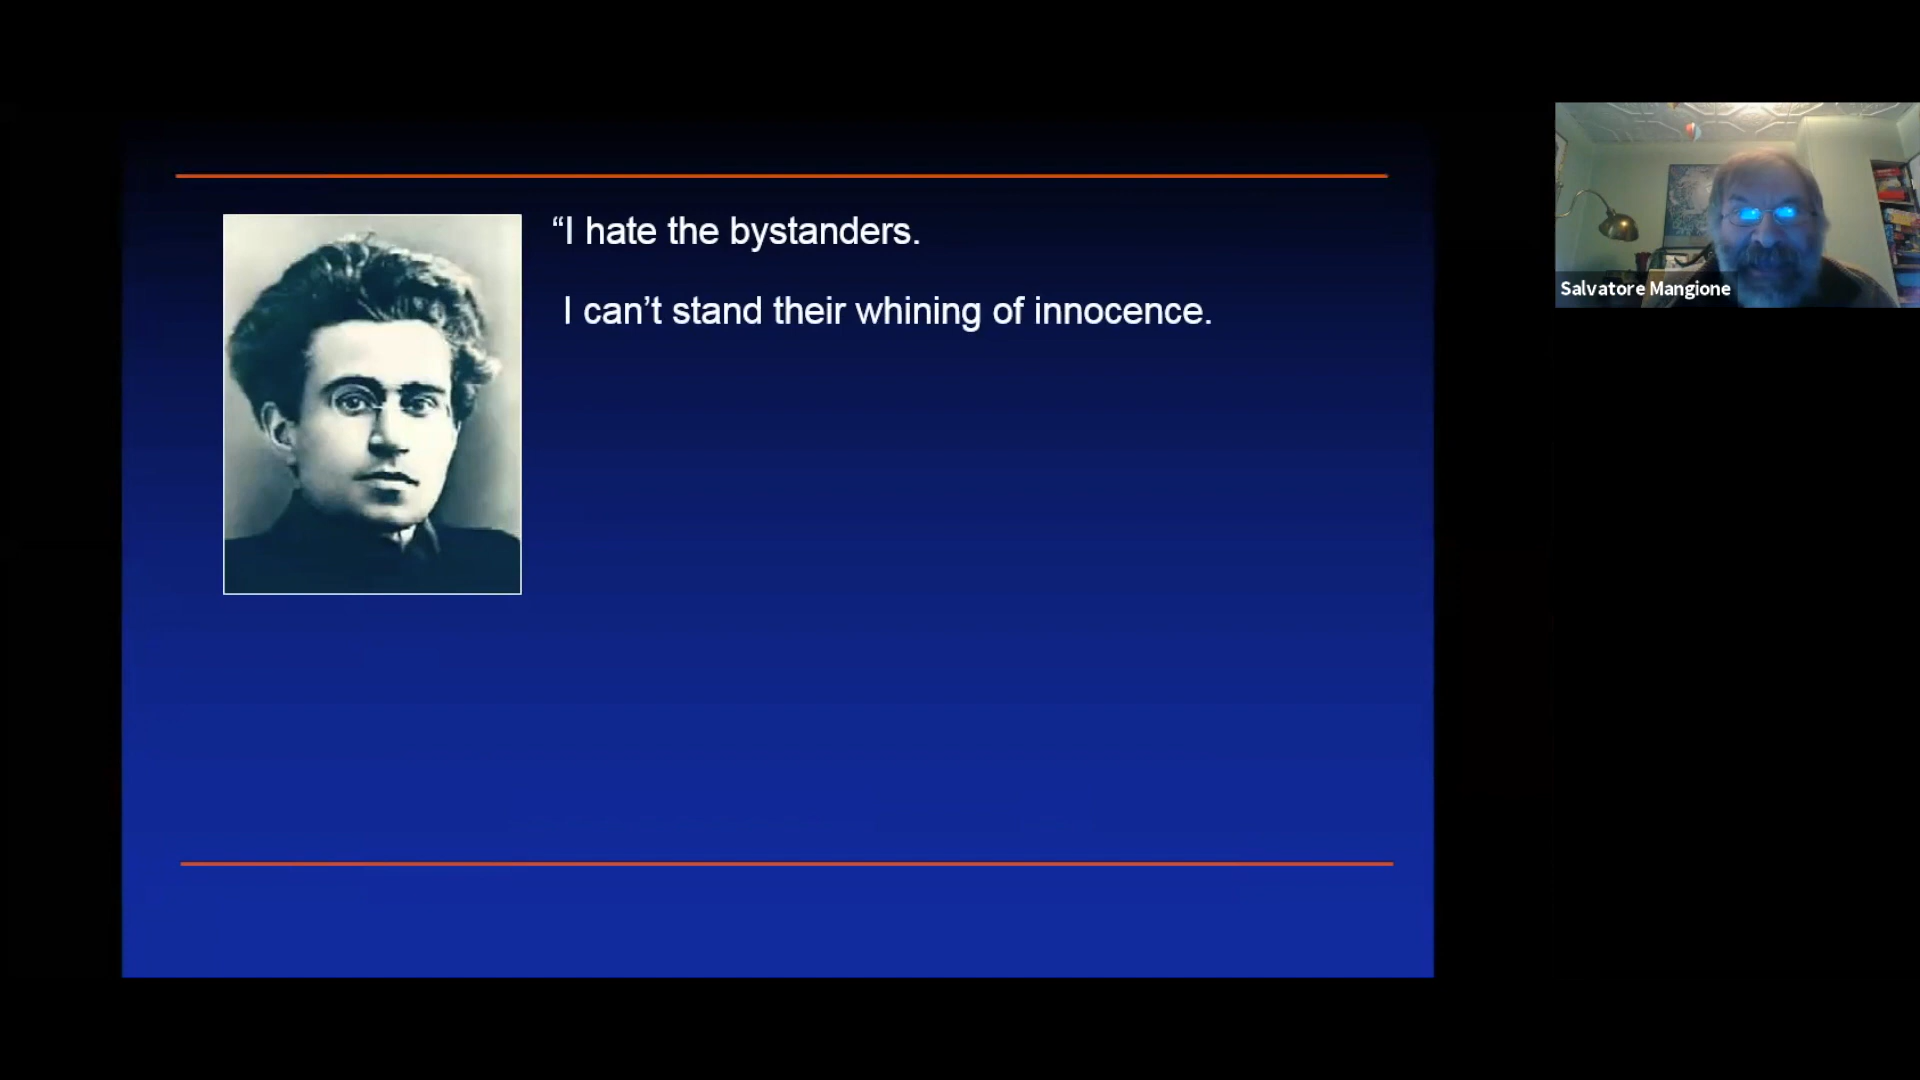 “I hate the bystanders.
I can’t stand their whining of innocence.
Salvatore Mangione